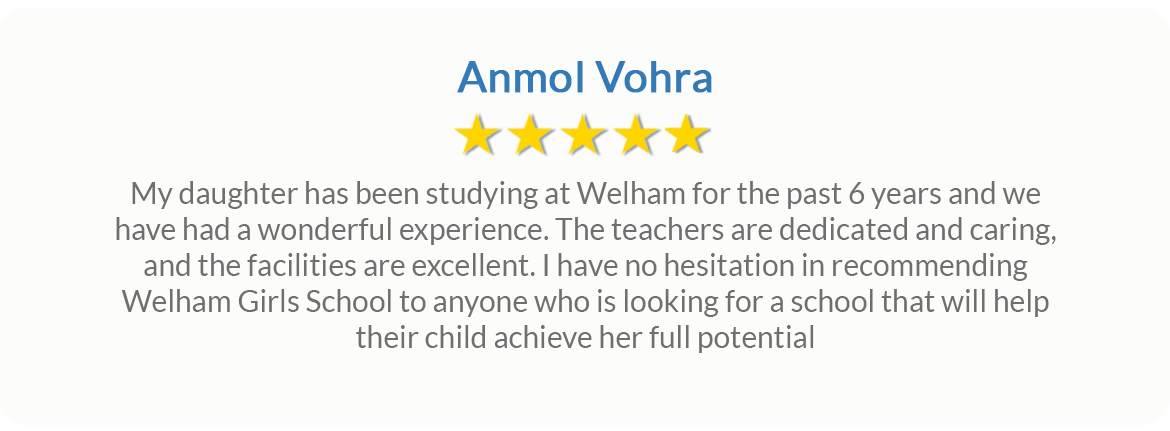 Anmol Vohra
My daughter has been studying at Welham for the past 6 years and we
have had a wonderful experience. The teachers are dedicated and caring,
and the facilities are excellent. I have no hesitation in recommending
Welham Girls School to anyone who is looking for a school that will help
their child achieve her full potential